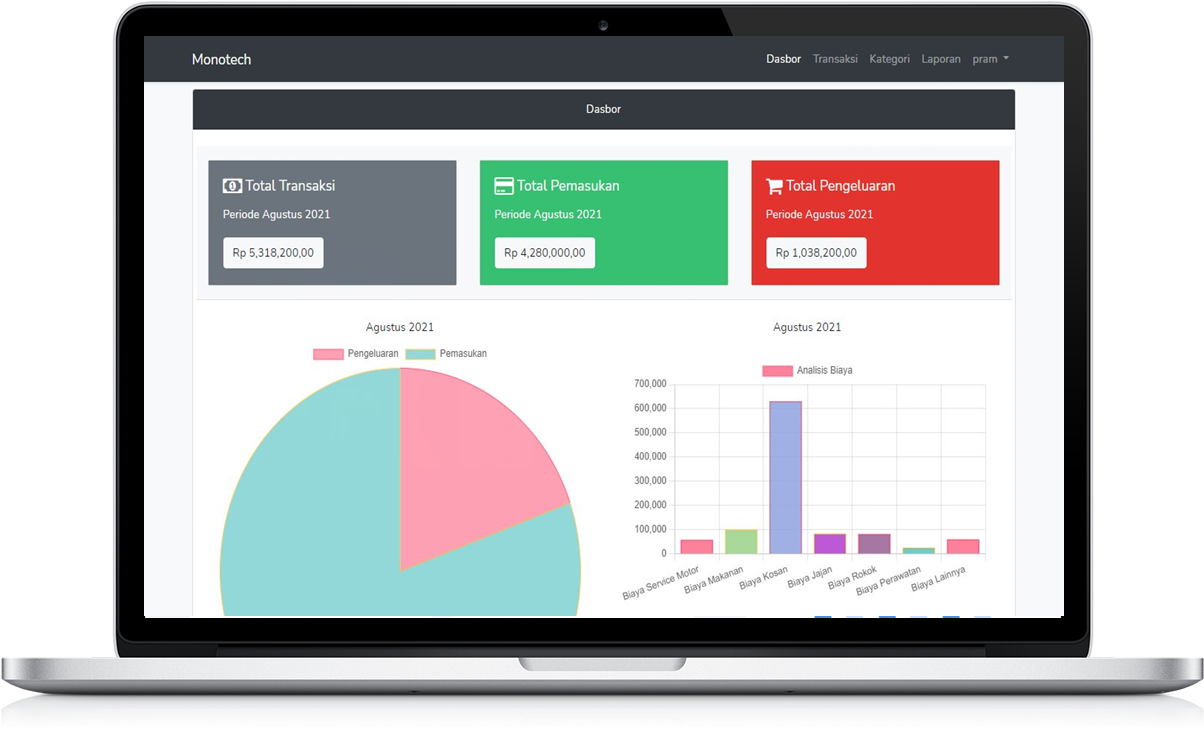 Monotech
Dasbor Transaksi Kategori Laporan pram
Dasbor
Total Transaksi
Periode Agustus 2021
Rp 5,318,200,00
Total Pemasukan
Periode Agustus 2021
Rp 4,280,000,00
Total Pengeluaran
Periode Agustus 2021
Rp 1,038,200,00
Agustus 2021
Pengeluaran Pemasukan
Agustus 2021
Analisis Biaya
700,000
600,000
500,000
400,000
300,000
200,000
100,000
0
Biaya Service Motor
Biaya Makanan
Biaya Kosan
Biaya Jajan
Biaya Rokok
Biaya Perawatan
Biaya Lainnya